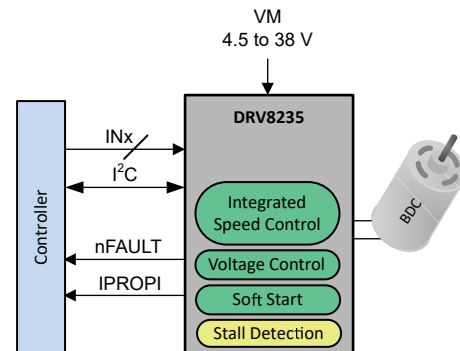 VM
4.5 to 38 V
DRV8235
Controller
INx
I²C
nFAULT
IPROPI
Integrated
Speed Control
Voltage Control
Soft Start
Stall Detection
BDC